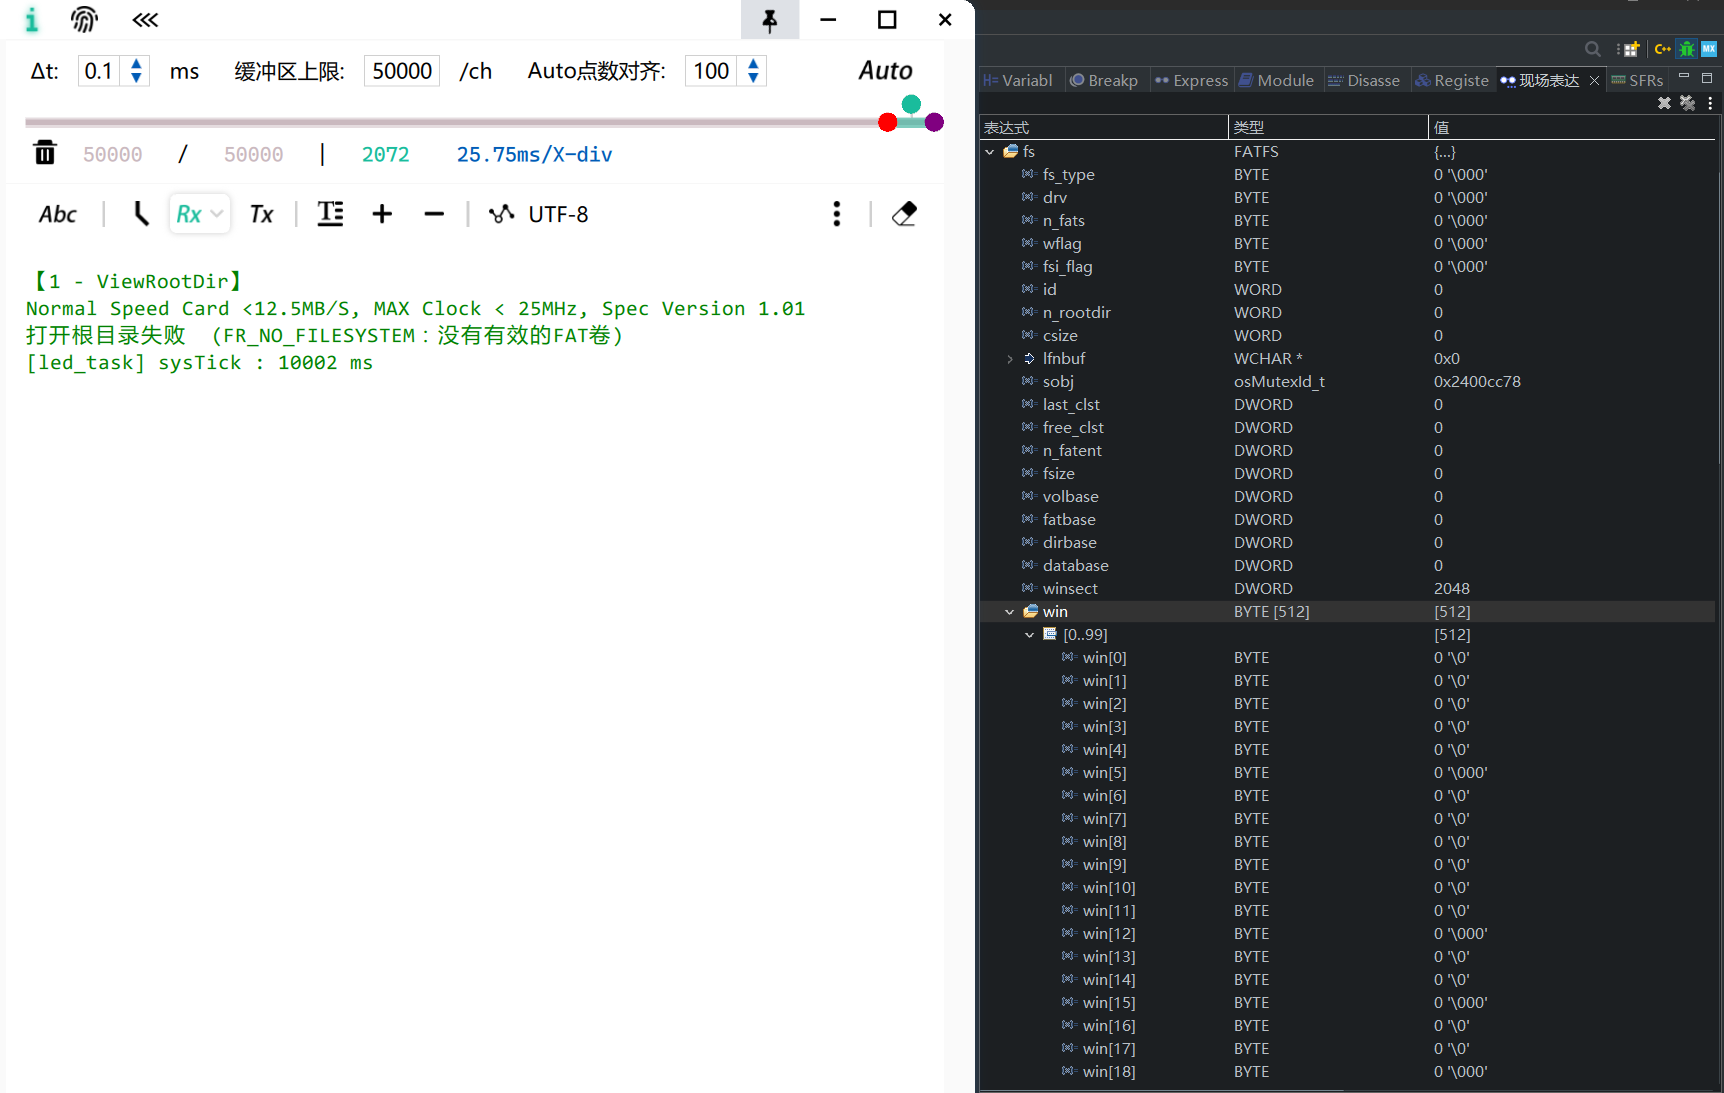 Δt: 0.1 ms 缓冲区上限: 50000 /ch Auto点数对齐: 100 Auto
50000 / 50000 | 2072 25.75ms/X-div
Abc Rx Tx UTF-8
【1 - ViewRootDir】
Normal Speed Card <12.5MB/S, MAX Clock < 25MHz, Spec Version 1.01
打开根目录失败 (FR_NO_FILESYSTEM：没有有效的FAT卷)
[led_task] sysTick : 10002 ms
C++ MX
Variabl Breakp Express Module Disasse Registe 现场表达 SFRs
表达式 类型 值
fs FATFS {...}
fs_type BYTE 0 '\000'
drv BYTE 0 '\000'
n_fats BYTE 0 '\000'
wflag BYTE 0 '\000'
fsi_flag BYTE 0 '\000'
id WORD 0
n_rootdir WORD 0
csize WORD 0
lfnbuf WCHAR * 0x0
sobj osMutexId_t 0x2400cc78
last_clst DWORD 0
free_clst DWORD 0
n_fatent DWORD 0
fsize DWORD 0
volbase DWORD 0
fatbase DWORD 0
dirbase DWORD 0
database DWORD 0
winsect DWORD 2048
win BYTE [512] [512]
[0..99] [512]
win[0] BYTE 0 '\0'
win[1] BYTE 0 '\0'
win[2] BYTE 0 '\0'
win[3] BYTE 0 '\0'
win[4] BYTE 0 '\0'
win[5] BYTE 0 '\000'
win[6] BYTE 0 '\0'
win[7] BYTE 0 '\0'
win[8] BYTE 0 '\0'
win[9] BYTE 0 '\0'
win[10] BYTE 0 '\0'
win[11] BYTE 0 '\0'
win[12] BYTE 0 '\000'
win[13] BYTE 0 '\0'
win[14] BYTE 0 '\0'
win[15] BYTE 0 '\000'
win[16] BYTE 0 '\0'
win[17] BYTE 0 '\0'
win[18] BYTE 0 '\000'